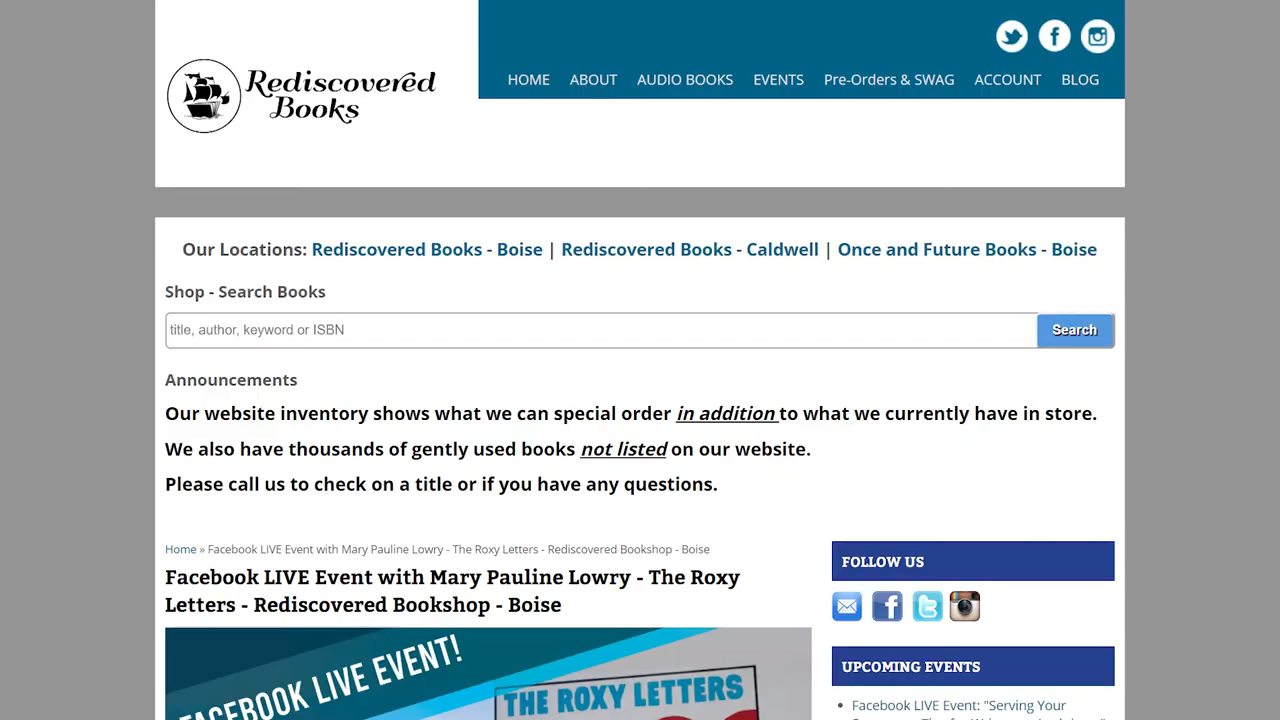 Rediscovered
Books
HOME ABOUT AUDIO BOOKS EVENTS Pre-Orders & SWAG ACCOUNT BLOG
Our Locations: Rediscovered Books - Boise | Rediscovered Books - Caldwell | Once and Future Books - Boise
Shop - Search Books
title, author, keyword or ISBN Search
Announcements
Our website inventory shows what we can special order in addition to what we currently have in store.
We also have thousands of gently used books not listed on our website.
Please call us to check on a title or if you have any questions.
Home » Facebook LIVE Event with Mary Pauline Lowry - The Roxy Letters - Rediscovered Bookshop - Boise
Facebook LIVE Event with Mary Pauline Lowry - The Roxy
Letters - Rediscovered Bookshop - Boise
FACEBOOK LIVE EVENT!
THE ROXY LETTERS
FOLLOW US
UPCOMING EVENTS
Facebook LIVE Event: "Serving Your